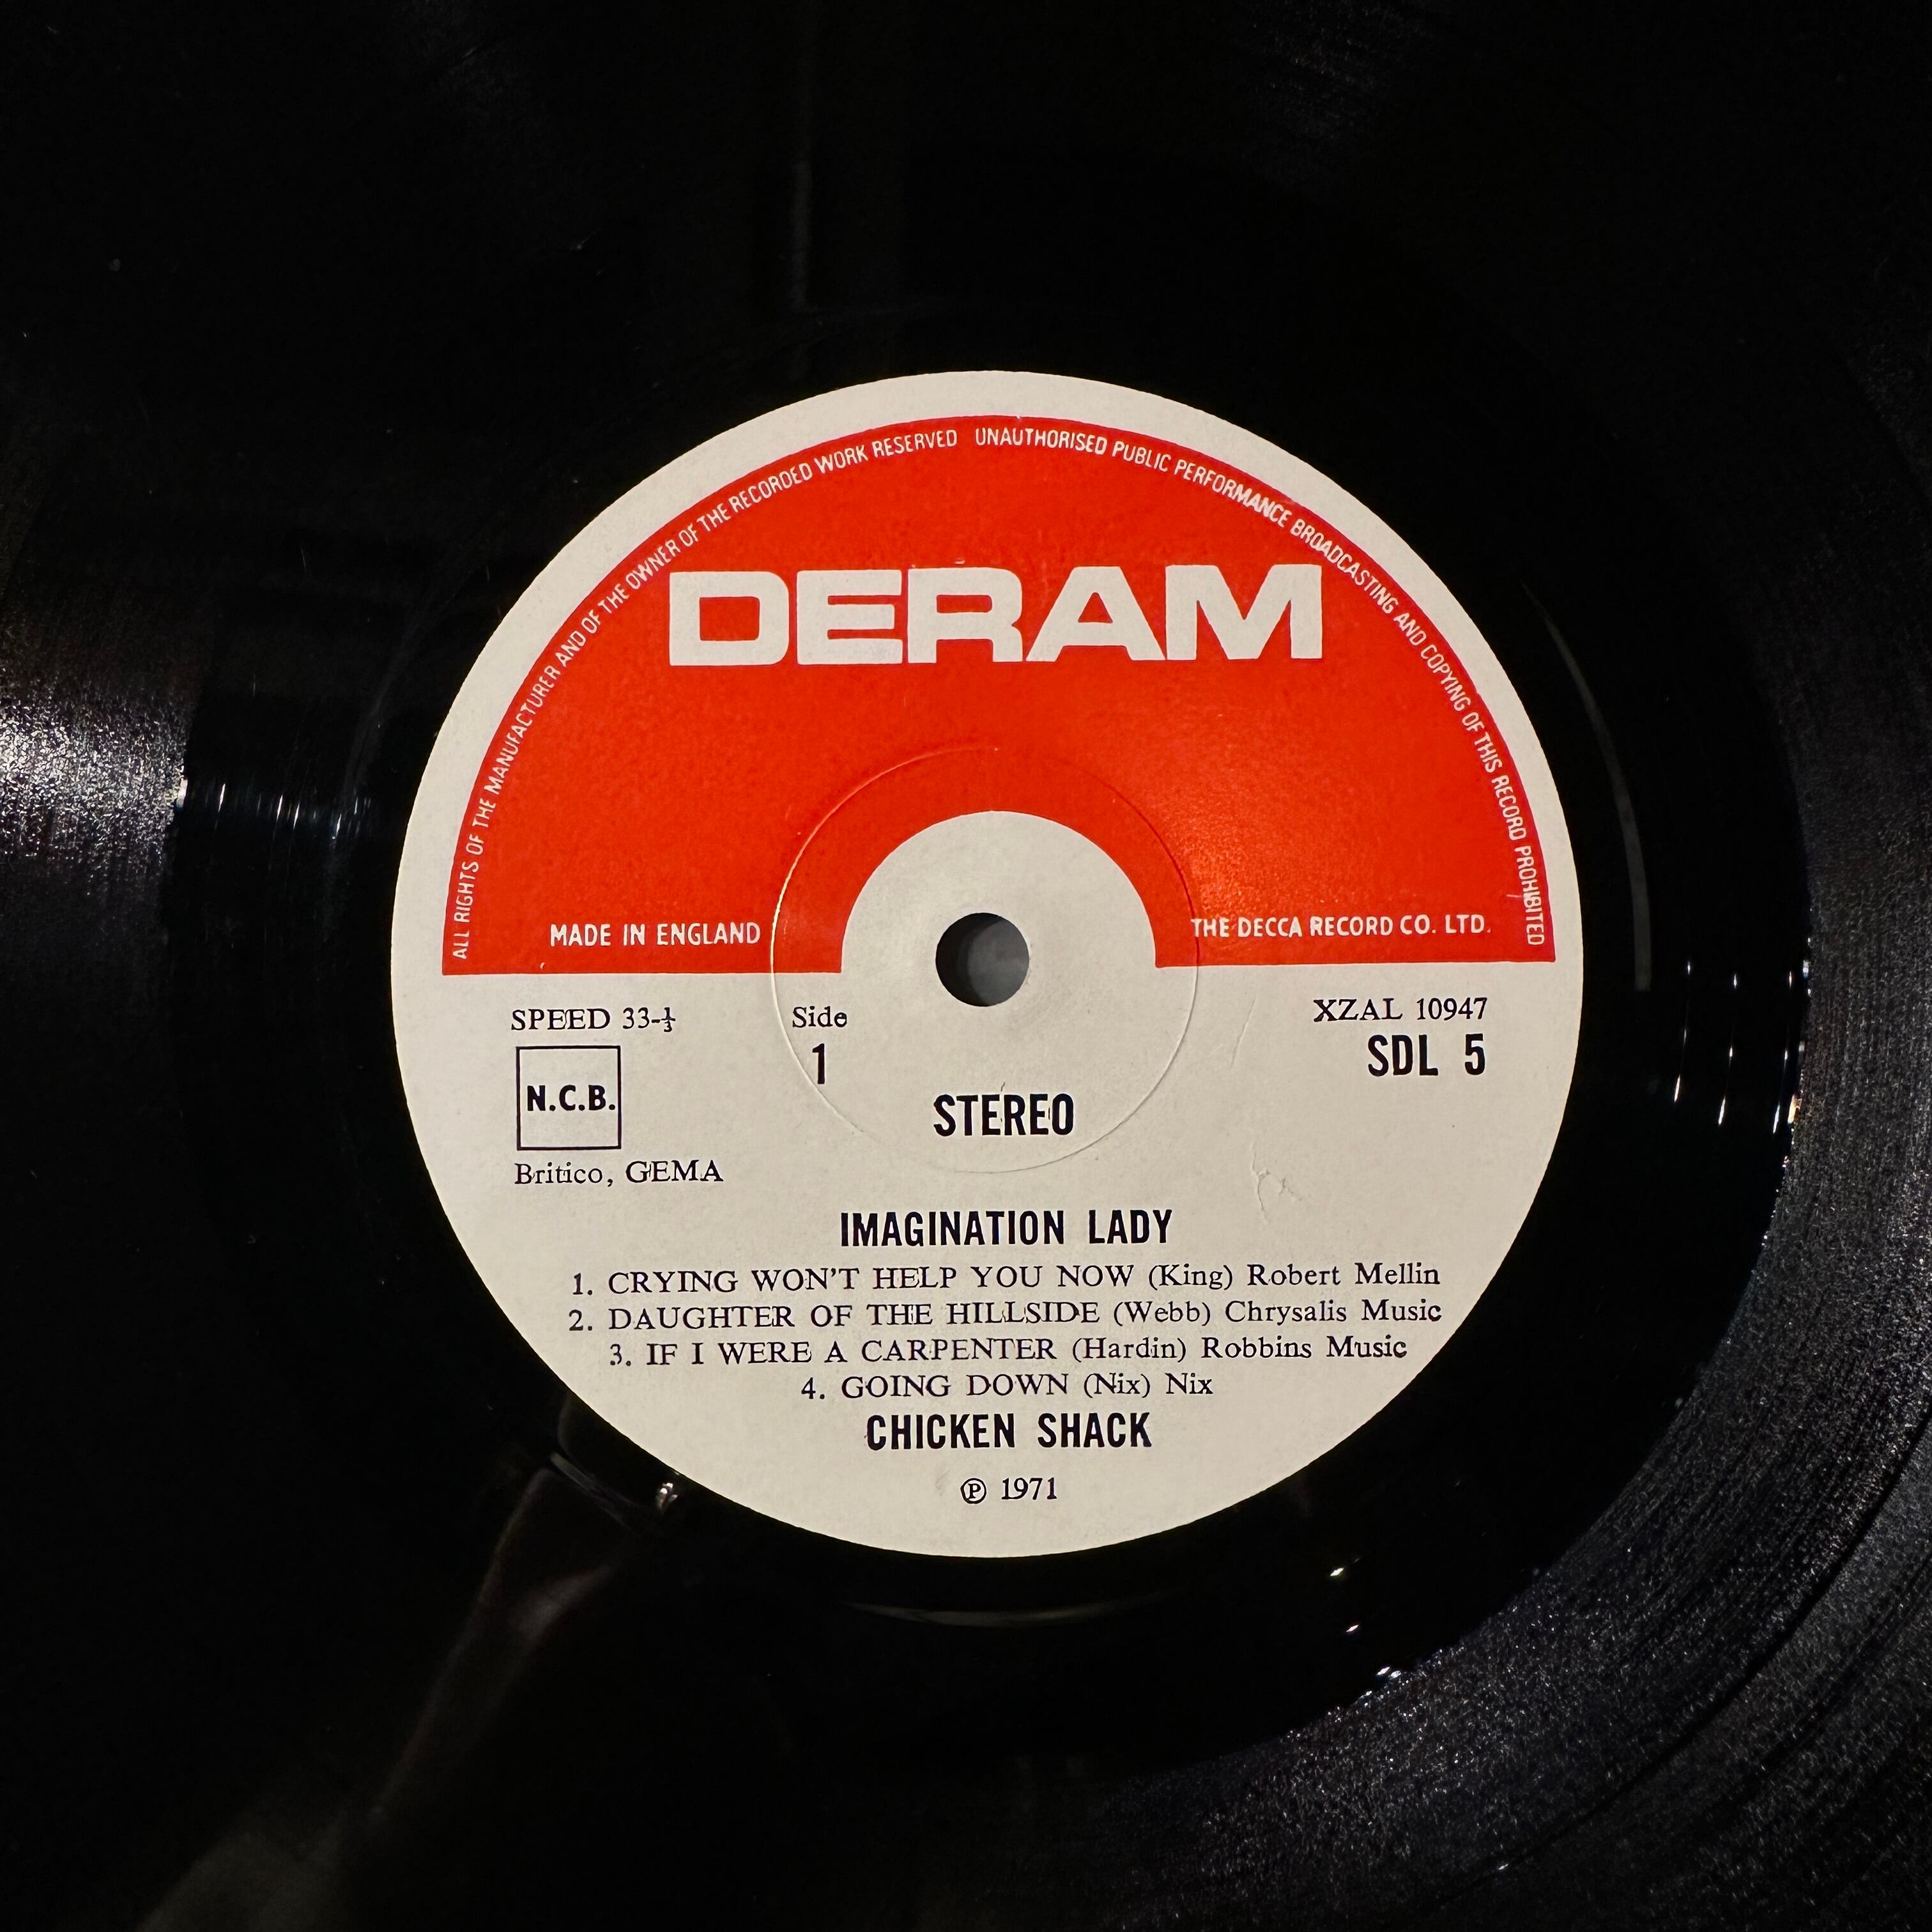 ALL RIGHTS OF THE MANUFACTURER AND OF THE OWNER OF THE RECORDED WORK RESERVED UNAUTHORISED PUBLIC PERFORMANCE BROADCASTING AND COPYING OF THIS RECORD PROHIBITED
DERAM
MADE IN ENGLAND
THE DECCA RECORD CO. LTD.
SPEED 33-⅓
Side
1
XZAL 10947
SDL 5
N.C.B.
STEREO
Britico, GEMA
IMAGINATION LADY
1. CRYING WON'T HELP YOU NOW (King) Robert Mellin
2. DAUGHTER OF THE HILLSIDE (Webb) Chrysalis Music
3. IF I WERE A CARPENTER (Hardin) Robbins Music
4. GOING DOWN (Nix) Nix
CHICKEN SHACK
℗ 1971